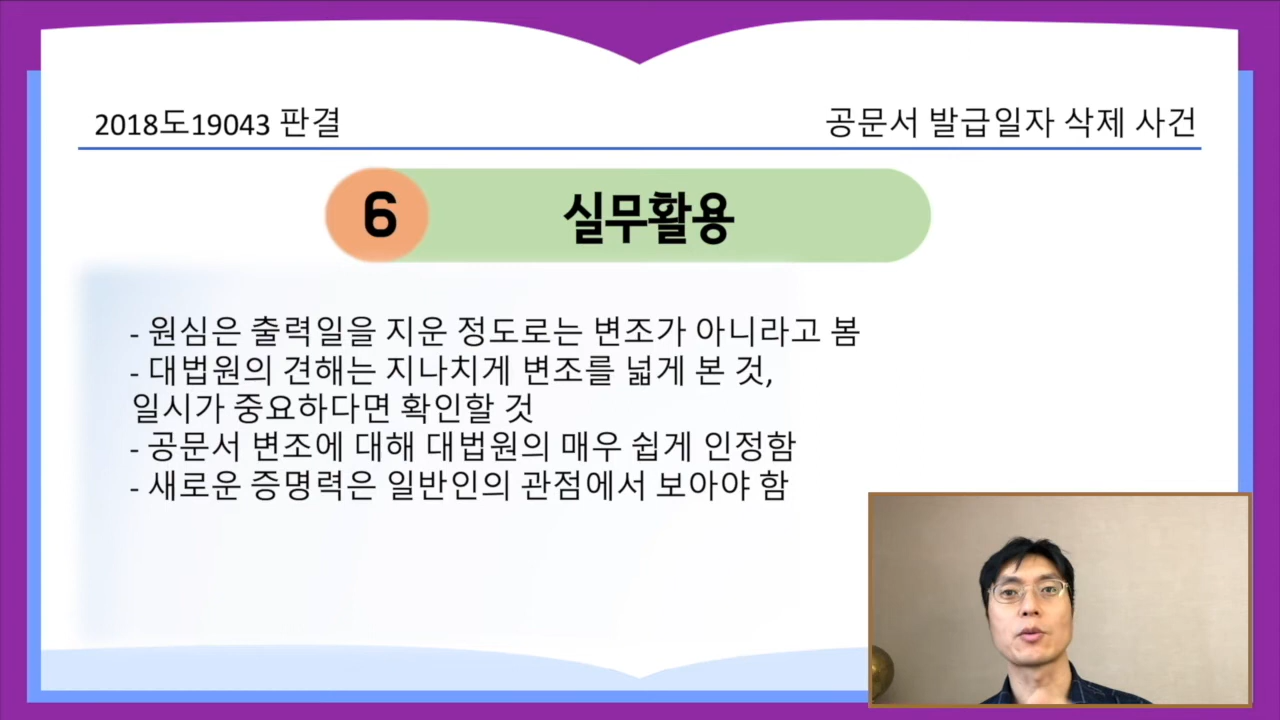 2018도19043 판결
공문서 발급일자 삭제 사건
6 실무활용
- 원심은 출력일을 지운 정도로는 변조가 아니라고 봄
- 대법원의 견해는 지나치게 변조를 넓게 본 것,
일시가 중요하다면 확인할 것
- 공문서 변조에 대해 대법원의 매우 쉽게 인정함
- 새로운 증명력은 일반인의 관점에서 보아야 함